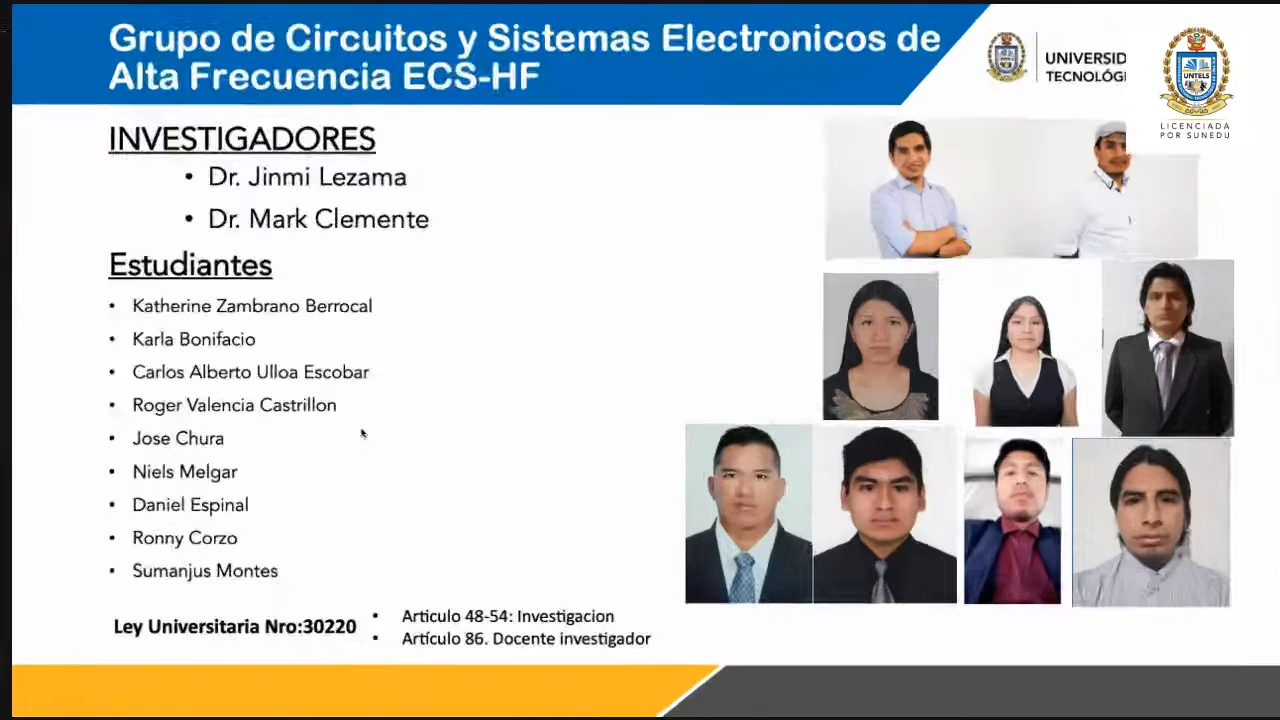 Grupo de Circuitos y Sistemas Electronicos de
Alta Frecuencia ECS-HF
UNIVERSID
TECNOLÓGI
UNTELS
LICENCIADA
POR SUNEDU
INVESTIGADORES
• Dr. Jinmi Lezama
• Dr. Mark Clemente
Estudiantes
• Katherine Zambrano Berrocal
• Karla Bonifacio
• Carlos Alberto Ulloa Escobar
• Roger Valencia Castrillon
• Jose Chura
• Niels Melgar
• Daniel Espinal
• Ronny Corzo
• Sumanjus Montes
Ley Universitaria Nro:30220
• Articulo 48-54: Investigacion
• Artículo 86. Docente investigador